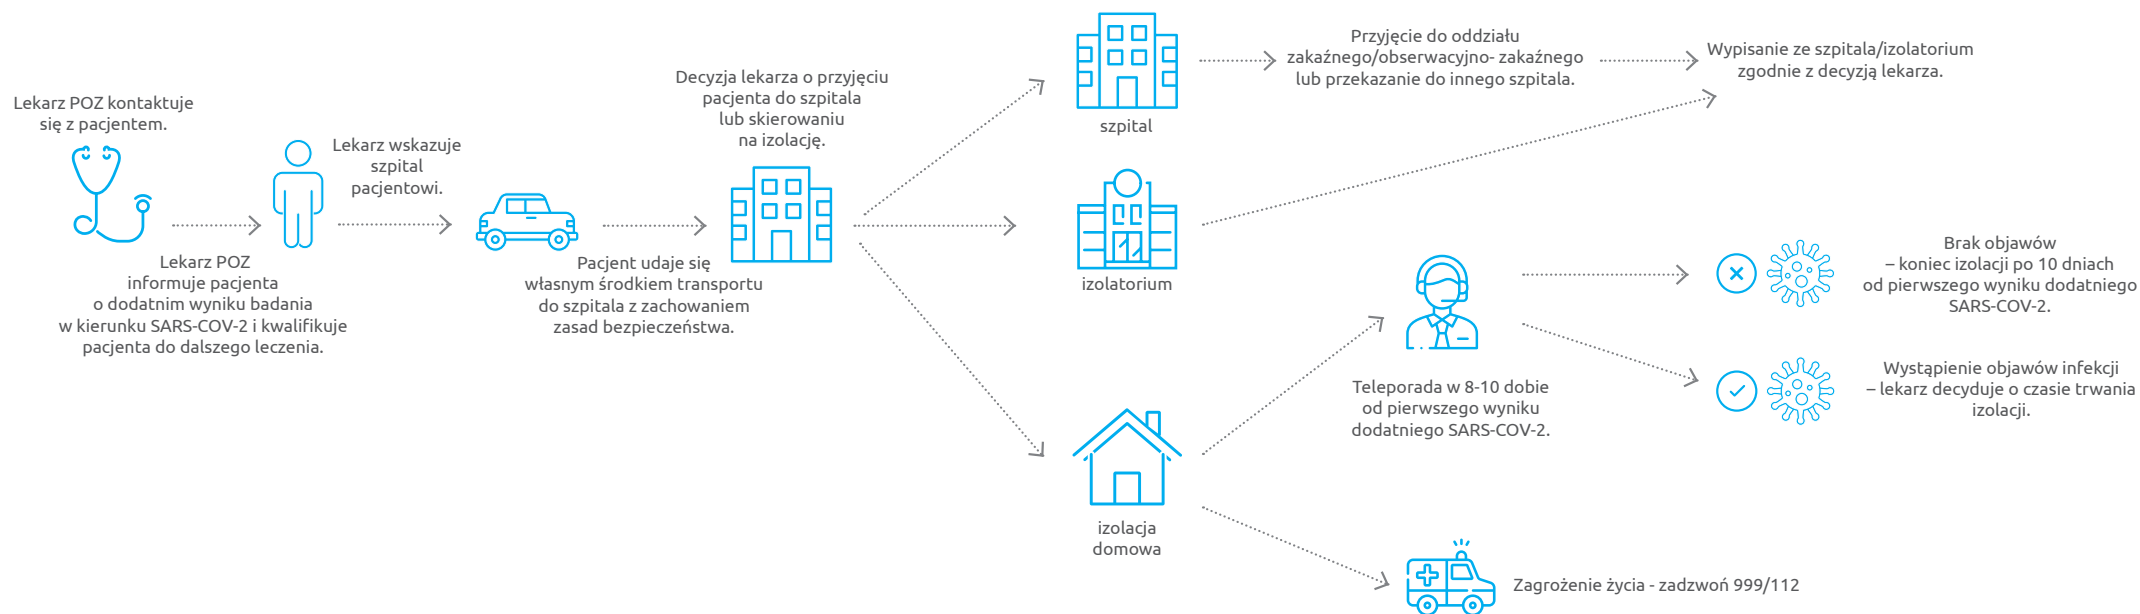 Lekarz POZ kontaktuje
się z pacjentem.
Lekarz POZ
informuje pacjenta
o dodatnim wyniku badania
w kierunku SARS-COV-2 i kwalifikuje
pacjenta do dalszego leczenia.
Lekarz wskazuje
szpital
pacjentowi.
Pacjent udaje się
własnym środkiem transportu
do szpitala z zachowaniem
zasad bezpieczeństwa.
Decyzja lekarza o przyjęciu
pacjenta do szpitala
lub skierowaniu
na izolację.
szpital
Przyjęcie do oddziału
zakaźnego/obserwacyjno- zakaźnego
lub przekazanie do innego szpitala.
Wypisanie ze szpitala/izolatorium
zgodnie z decyzją lekarza.
izolatorium
izolacja
domowa
Teleporada w 8-10 dobie
od pierwszego wyniku
dodatniego SARS-COV-2.
Brak objawów
– koniec izolacji po 10 dniach
od pierwszego wyniku dodatniego
SARS-COV-2.
Wystąpienie objawów infekcji
– lekarz decyduje o czasie trwania
izolacji.
Zagrożenie życia - zadzwoń 999/112